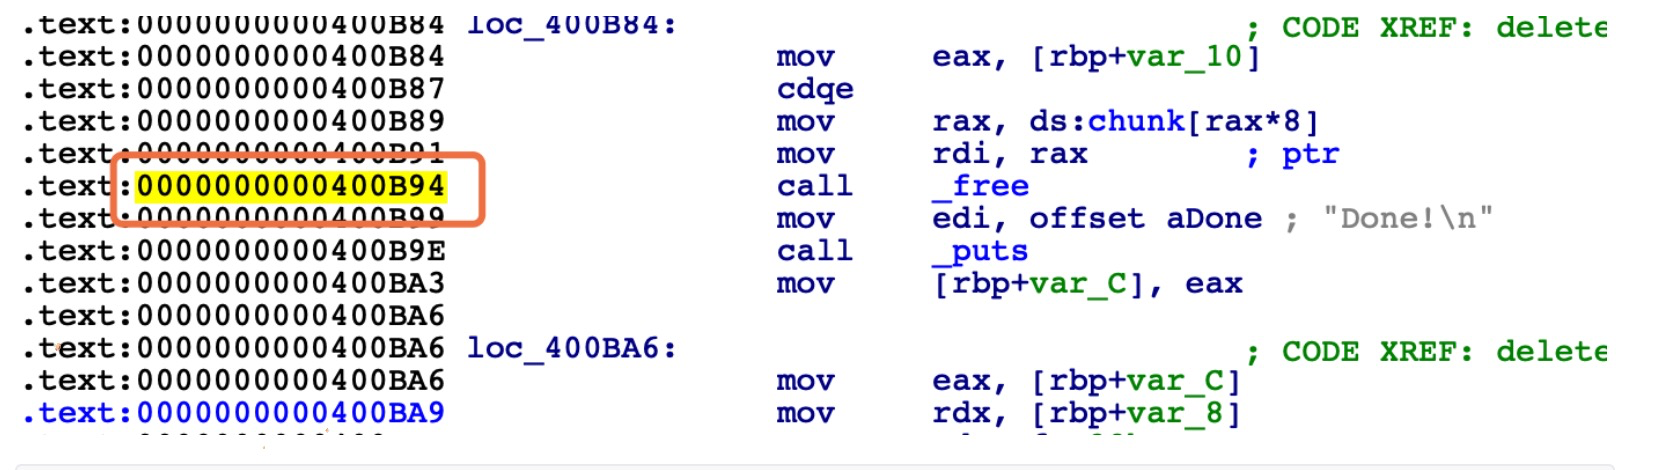 .text:0000000000400B84 loc_400B84: ; CODE XREF: delete
.text:0000000000400B84 mov eax, [rbp+var_10]
.text:0000000000400B87 cdqe
.text:0000000000400B89 mov rax, ds:chunk[rax*8]
.text:0000000000400B91 mov rdi, rax ; ptr
.text:0000000000400B94 call _free
.text:0000000000400B99 mov edi, offset aDone ; "Done!\n"
.text:0000000000400B9E call _puts
.text:0000000000400BA3 mov [rbp+var_C], eax
.text:0000000000400BA6
.text:0000000000400BA6 loc_400BA6: ; CODE XREF: delete
.text:0000000000400BA6 mov eax, [rbp+var_C]
.text:0000000000400BA9 mov rdx, [rbp+var_8]